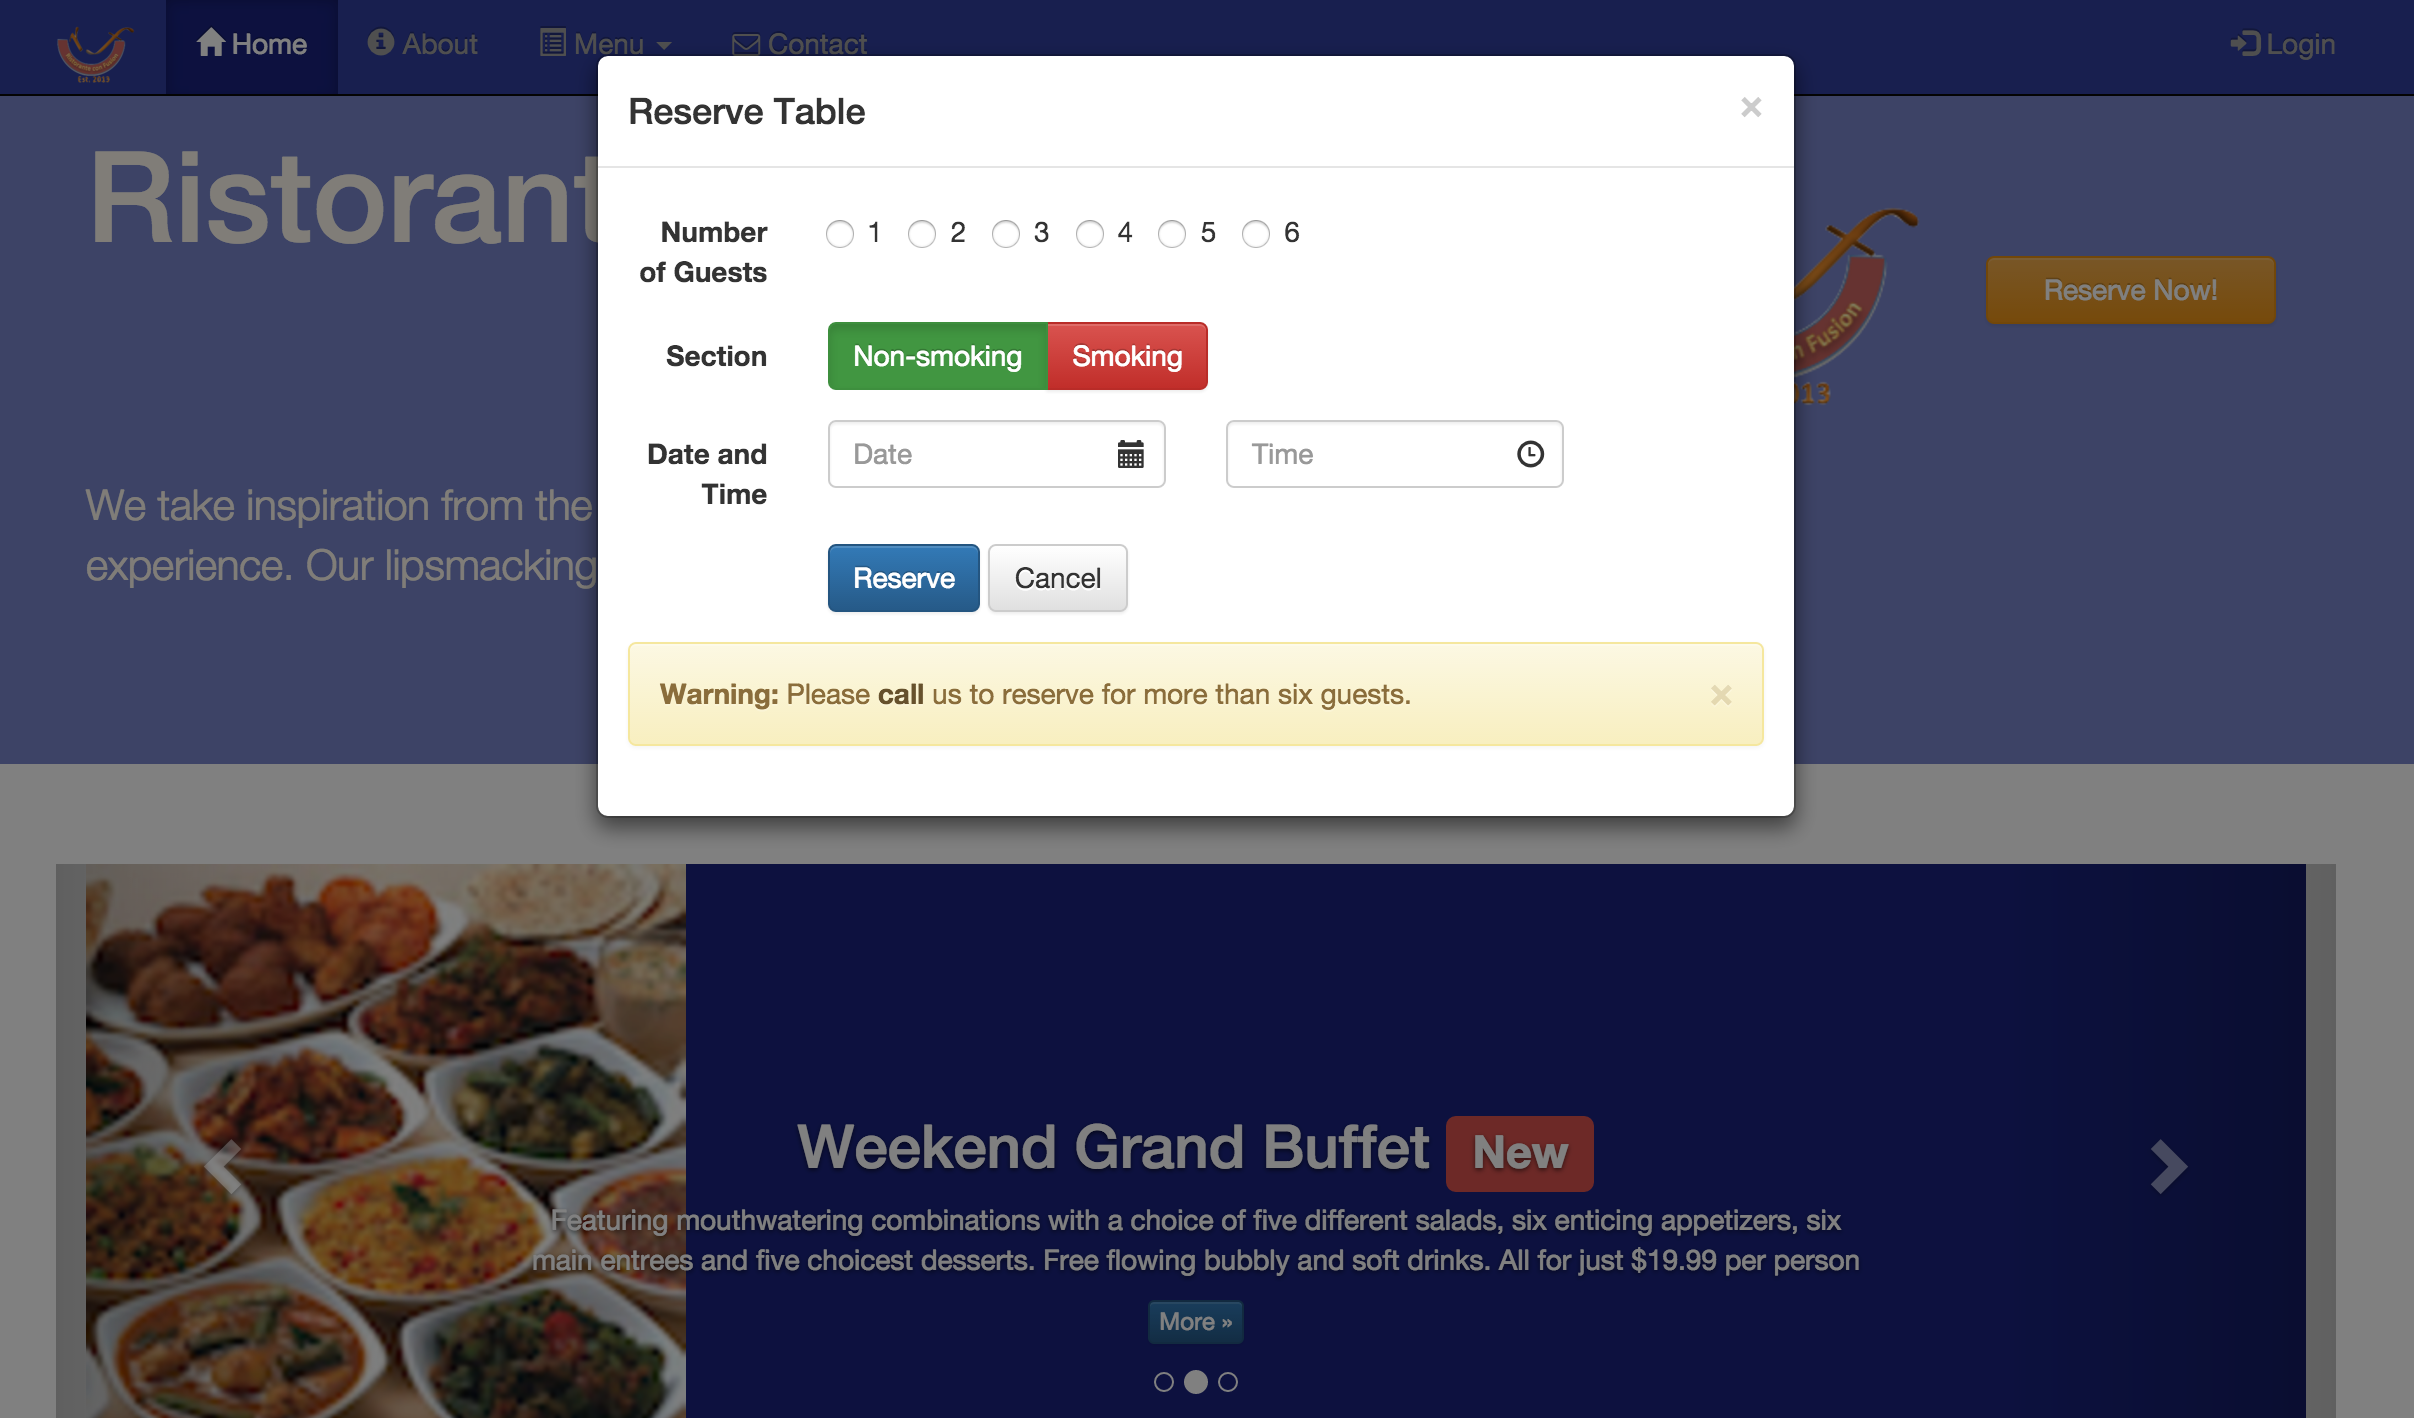 Home
About
Menu
Contact
Login
Est. 2013
Reserve Table
×
Ristorant
Number
of Guests
1 2 3 4 5 6
Reserve Now!
Fusion
Section
Non-smoking
Smoking
Date and
Time
Date
Time
We take inspiration from the
experience. Our lipsmacking
Reserve
Cancel
Warning: Please call us to reserve for more than six guests.
×
Weekend Grand Buffet New
Featuring mouthwatering combinations with a choice of five different salads, six enticing appetizers, six
main entrees and five choicest desserts. Free flowing bubbly and soft drinks. All for just $19.99 per person
More »